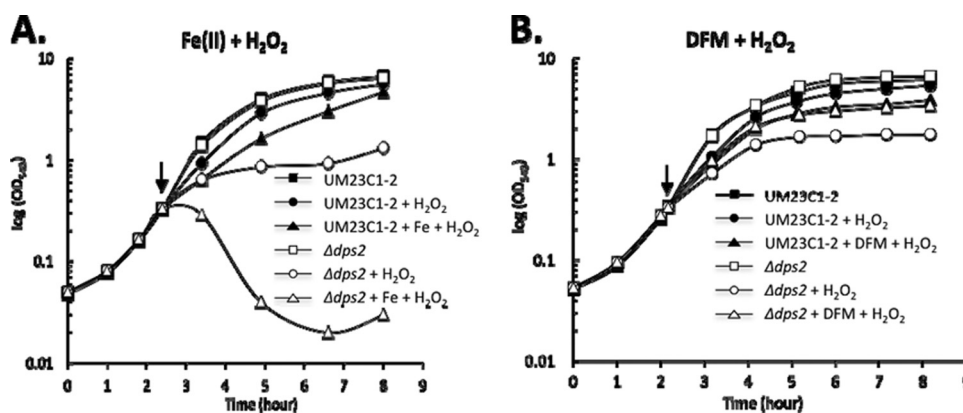 A.
Fe(II) + H₂O₂
log (OD₅₄₀)
10
1
0.1
0.01
0 1 2 3 4 5 6 7 8 9
Time (hour)
UM23C1-2
UM23C1-2 + H₂O₂
UM23C1-2 + Fe + H₂O₂
Δdps2
Δdps2 + H₂O₂
Δdps2 + Fe + H₂O₂
B.
DFM + H₂O₂
10
1
0.1
0.01
0 1 2 3 4 5 6 7 8 9
Time (hour)
UM23C1-2
UM23C1-2 + H₂O₂
UM23C1-2 + DFM + H₂O₂
Δdps2
Δdps2 + H₂O₂
Δdps2 + DFM + H₂O₂